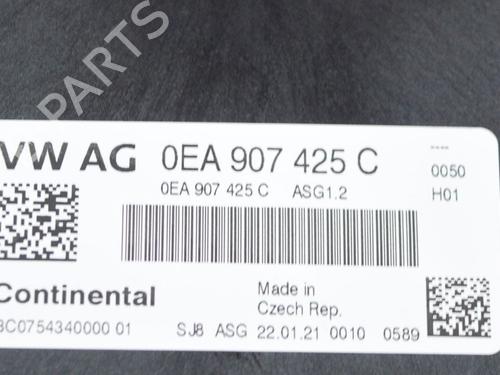 PARTS
VW AG 0EA 907 425 C
----
0050
0EA 907 425 C ASG1.2
H01
Continental
Made in
Czech Rep.
3C0754340000 01 SJ8 ASG 22.01.21 0010 0589